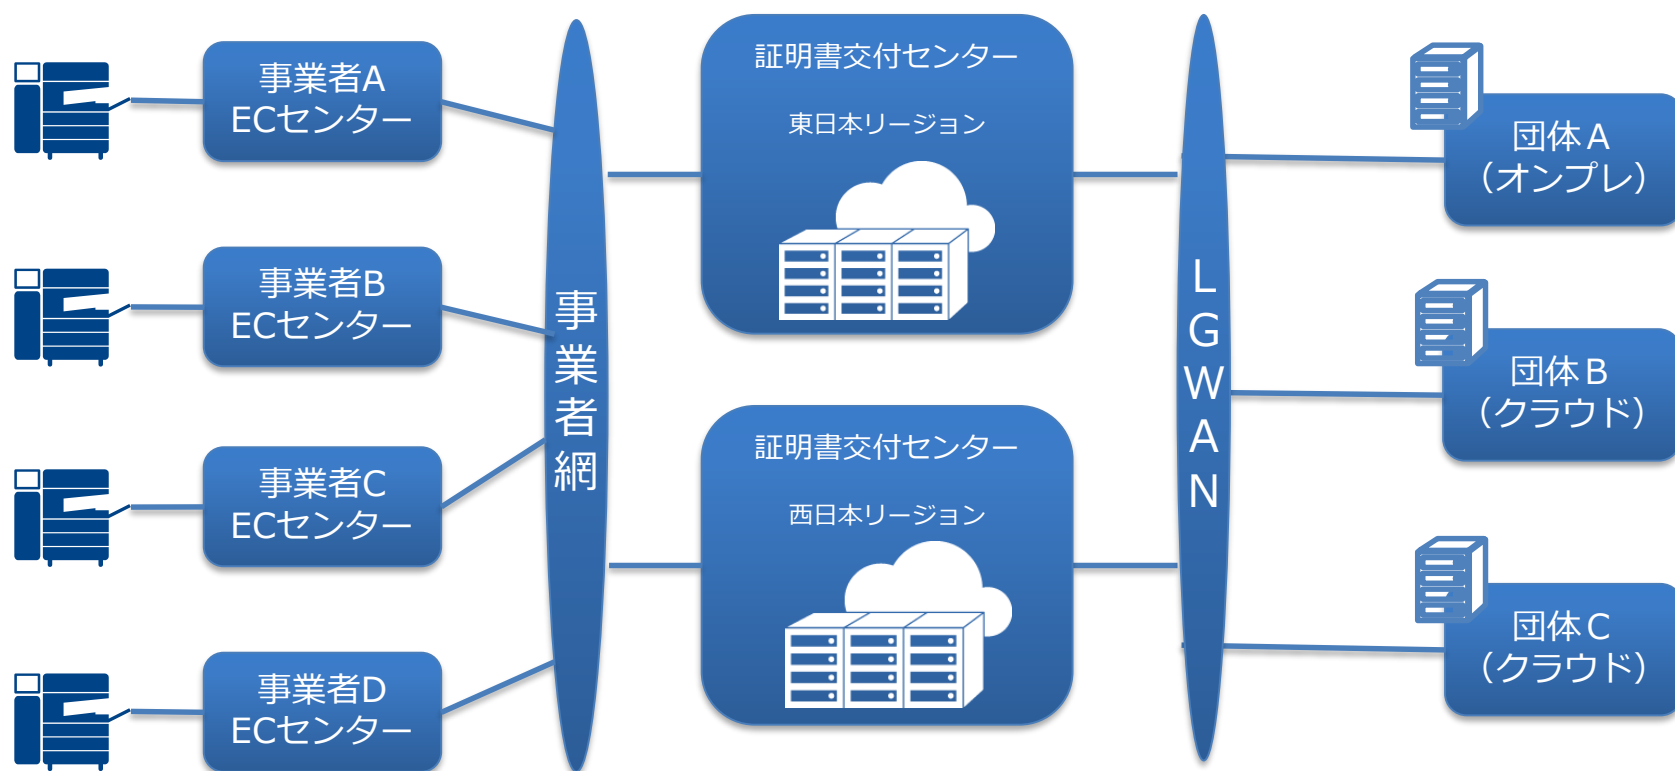 事業者A
ECセンター
事業者B
ECセンター
事業者C
ECセンター
事業者D
ECセンター
事業者網
証明書交付センター
東日本リージョン
証明書交付センター
西日本リージョン
LGWAN
団体A
（オンプレ）
団体B
（クラウド）
団体C
（クラウド）